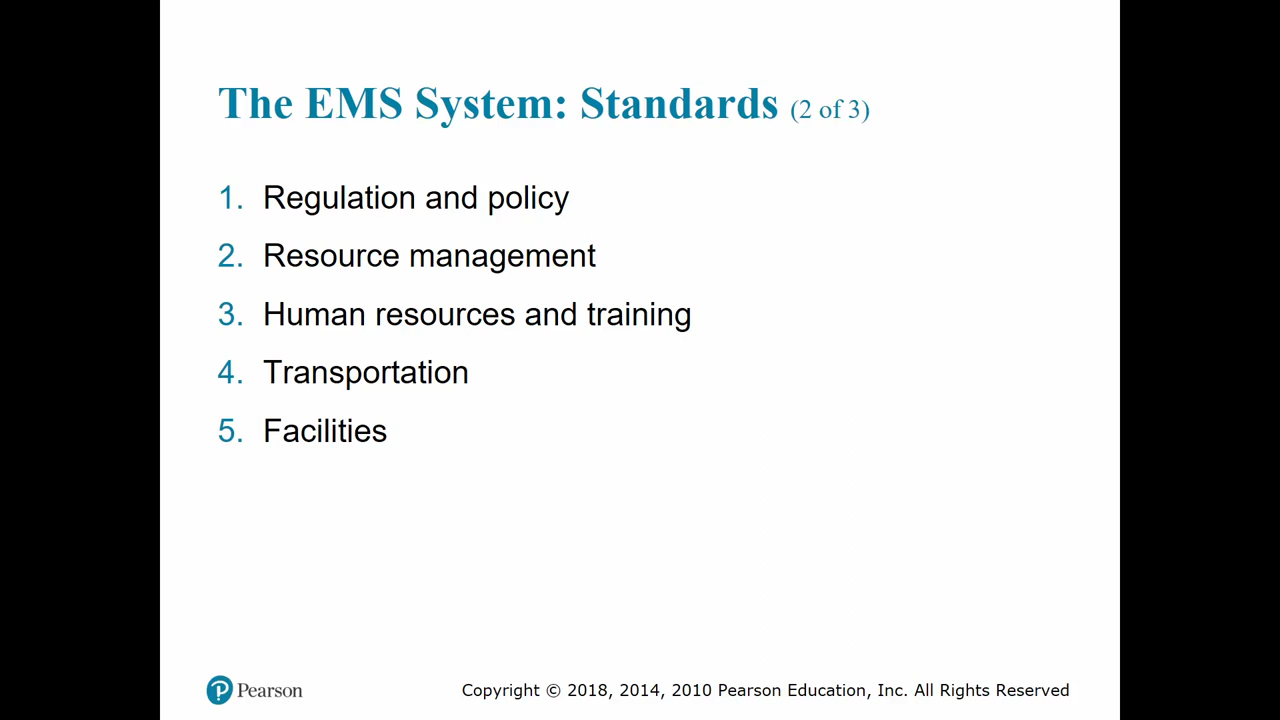 The EMS System: Standards (2 of 3)
1. Regulation and policy
2. Resource management
3. Human resources and training
4. Transportation
5. Facilities
Pearson
Copyright © 2018, 2014, 2010 Pearson Education, Inc. All Rights Reserved